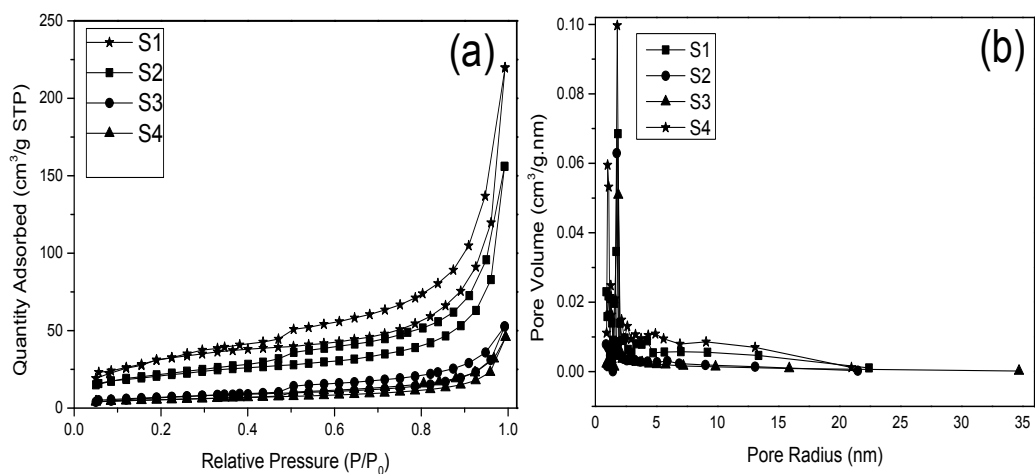 250
200
150
100
50
0
0.0 0.2 0.4 0.6 0.8 1.0
Quantity Adsorbed (cm³/g STP)
Relative Pressure (P/P₀)
S1
S2
S3
S4
(a)
0.10
0.08
0.06
0.04
0.02
0.00
0 5 10 15 20 25 30 35
Pore Volume (cm³/g.nm)
Pore Radius (nm)
S1
S2
S3
S4
(b)